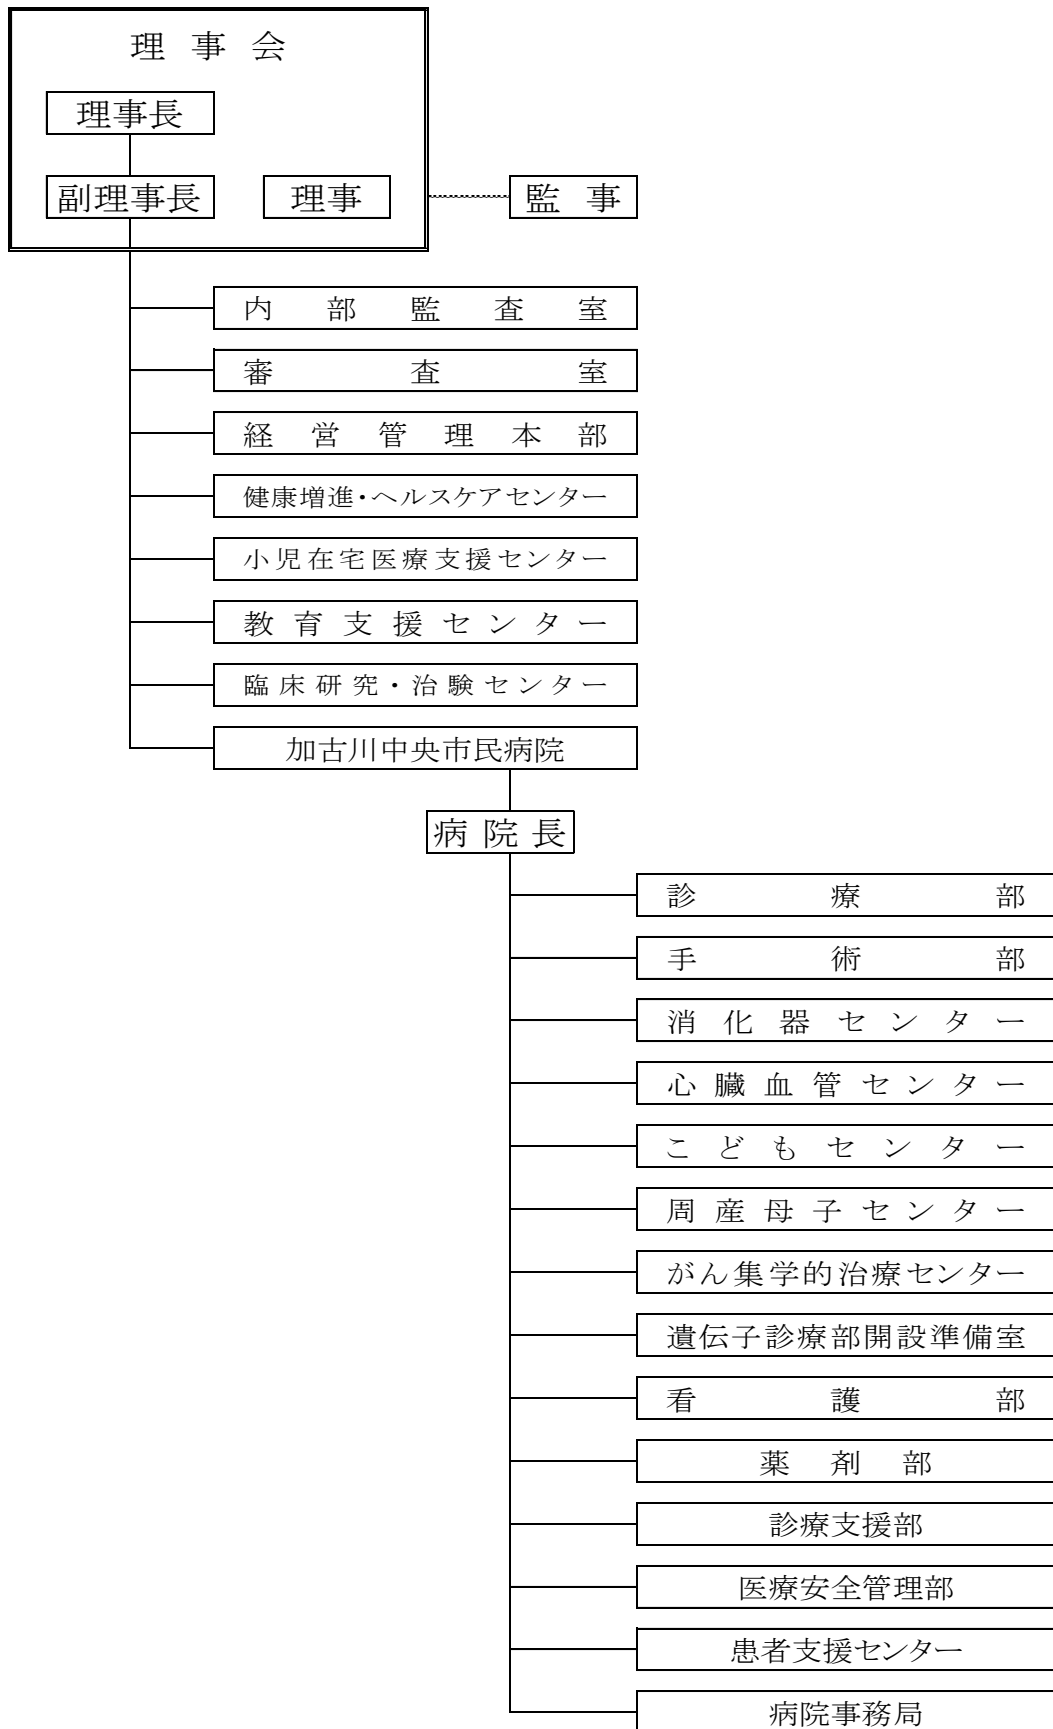 理事会
理事長
副理事長 理事 監事
内部監査室
審査室
経営管理本部
健康増進・ヘルスケアセンター
小児在宅医療支援センター
教育支援センター
臨床研究・治験センター
加古川中央市民病院
病院長
診療部
手術部
消化器センター
心臓血管センター
こどもセンター
周産母子センター
がん集学的治療センター
遺伝子診療部開設準備室
看護部
薬剤部
診療支援部
医療安全管理部
患者支援センター
病院事務局